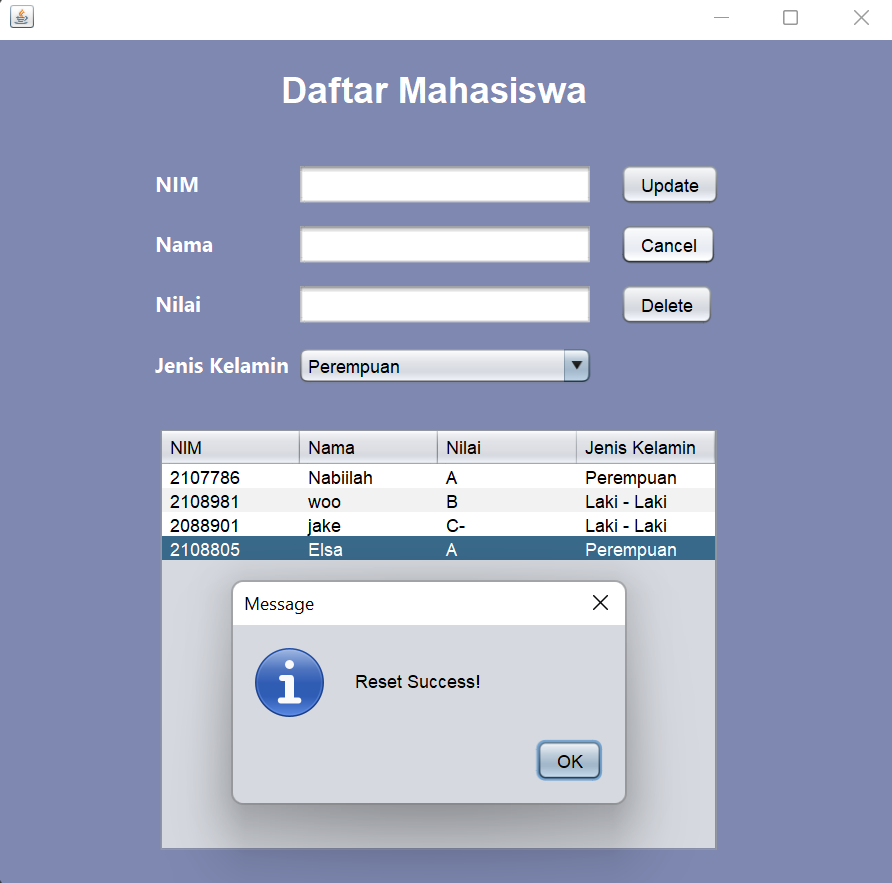 Daftar Mahasiswa
NIM Update
Nama Cancel
Nilai Delete
Jenis Kelamin Perempuan
NIM Nama Nilai Jenis Kelamin
2107786 Nabiilah A Perempuan
2108981 woo B Laki - Laki
2088901 jake C- Laki - Laki
2108805 Elsa A Perempuan
Message
Reset Success!
OK